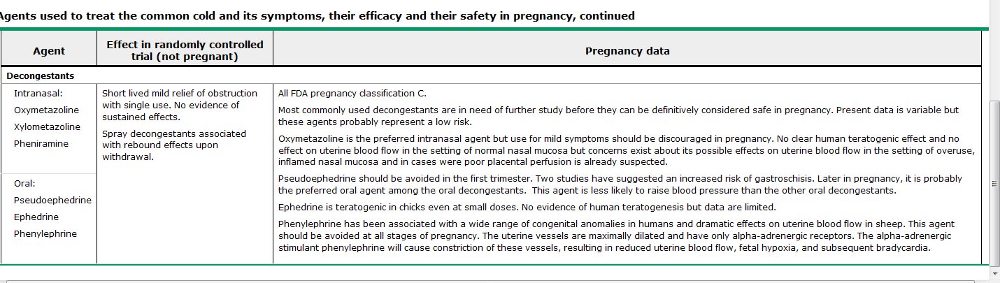 Agents used to treat the common cold and its symptoms, their efficacy and their safety in pregnancy, continued
Agent
Effect in randomly controlled
trial (not pregnant)
Pregnancy data
Decongestants
Intranasal:
Oxymetazoline
Xylometazoline
Pheniramine
Oral:
Pseudoephedrine
Ephedrine
Phenylephrine
Short lived mild relief of obstruction
with single use. No evidence of
sustained effects.
Spray decongestants associated
with rebound effects upon
withdrawal.
All FDA pregnancy classification C.
Most commonly used decongestants are in need of further study before they can be definitively considered safe in pregnancy. Present data is variable but
these agents probably represent a low risk.
Oxymetazoline is the preferred intranasal agent but use for mild symptoms should be discouraged in pregnancy. No clear human teratogenic effect and no
effect on uterine blood flow in the setting of normal nasal mucosa but concerns exist about its possible effects on uterine blood flow in the setting of overuse,
inflamed nasal mucosa and in cases were poor placental perfusion is already suspected.
Pseudoephedrine should be avoided in the first trimester. Two studies have suggested an increased risk of gastroschisis. Later in pregnancy, it is probably
the preferred oral agent among the oral decongestants. This agent is less likely to raise blood pressure than the other oral decongestants.
Ephedrine is teratogenic in chicks even at small doses. No evidence of human teratogenesis but data are limited.
Phenylephrine has been associated with a wide range of congenital anomalies in humans and dramatic effects on uterine blood flow in sheep. This agent
should be avoided at all stages of pregnancy. The uterine vessels are maximally dilated and have only alpha-adrenergic receptors. The alpha-adrenergic
stimulant phenylephrine will cause constriction of these vessels, resulting in reduced uterine blood flow, fetal hypoxia, and subsequent bradycardia.